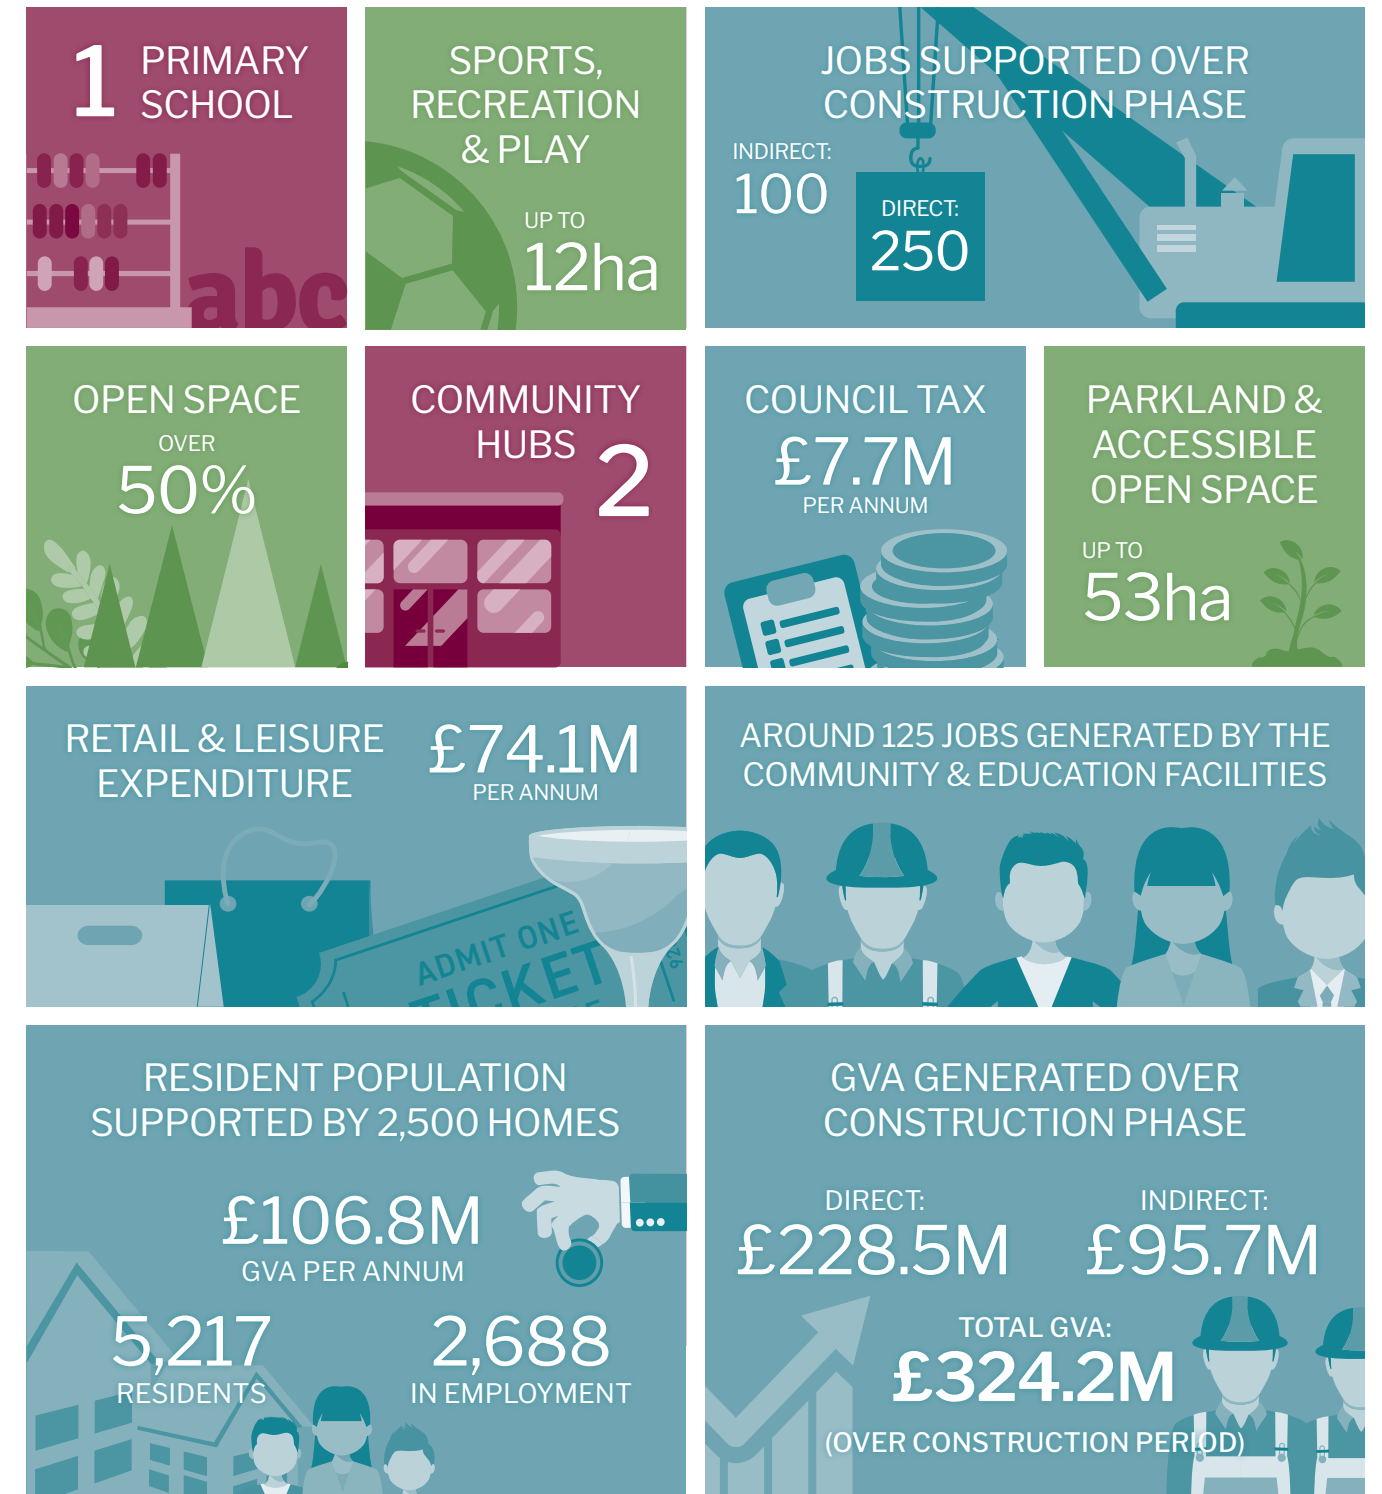 1 PRIMARY
SCHOOL
abc
SPORTS,
RECREATION
& PLAY
UP TO
12ha
JOBS SUPPORTED OVER
CONSTRUCTION PHASE
INDIRECT:
100
DIRECT:
250
OPEN SPACE
OVER
50%
COMMUNITY
HUBS
2
COUNCIL TAX
£7.7M
PER ANNUM
PARKLAND &
ACCESSIBLE
OPEN SPACE
UP TO
53ha
RETAIL & LEISURE
EXPENDITURE
£74.1M
PER ANNUM
ADMIT ONE
TICKET
AROUND 125 JOBS GENERATED BY THE
COMMUNITY & EDUCATION FACILITIES
RESIDENT POPULATION
SUPPORTED BY 2,500 HOMES
£106.8M
GVA PER ANNUM
5,217
RESIDENTS
2,688
IN EMPLOYMENT
GVA GENERATED OVER
CONSTRUCTION PHASE
DIRECT:
£228.5M
INDIRECT:
£95.7M
TOTAL GVA:
£324.2M
(OVER CONSTRUCTION PERIOD)